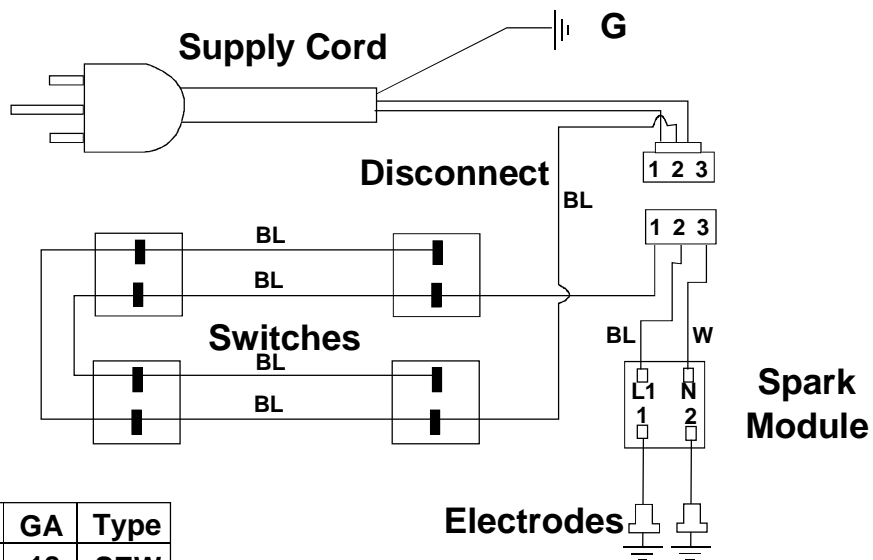 G
Supply Cord
Disconnect
1 2 3
BL
1 2 3
BL
BL
Switches
BL
BL
BL W
L1 N
1 2
Spark
Module
Electrodes
GA Type